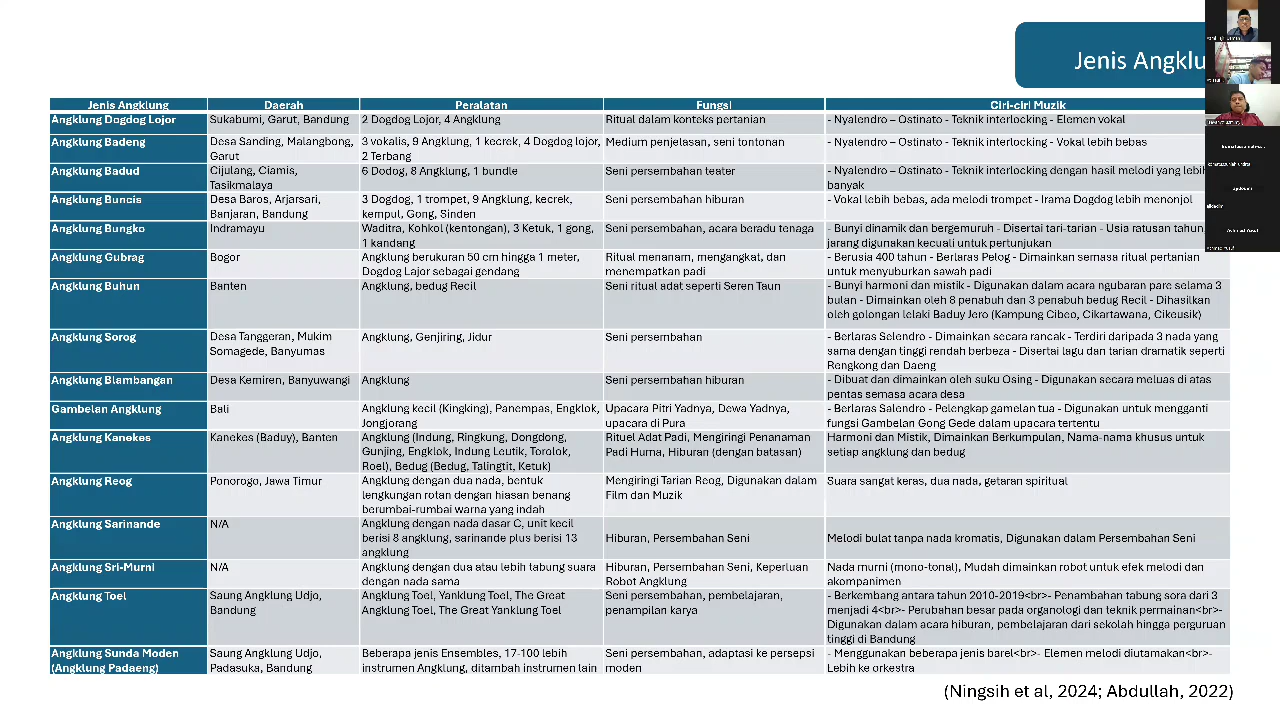 Jenis Angklu
Jenis Angklung Daerah Peralatan Fungsi Ciri-ciri Muzik
Angklung Dogdog Lojor Sukabumi, Garut, Bandung 2 Dogdog Lojor, 4 Angklung Ritual dalam konteks pertanan - Nyalendro – Ostinato - Teknik interlocking - Elemen vokal
Angklung Badeng Desa Sanding, Malangbong, 3 vokalis, 9 Angklung, 1 kecrek, 4 Dogdog lojor, Medium penjelasan, seni tontonan - Nyalendro – Ostinato - Teknik interlocking - Vokal lebih bebas
Garut 2 Terbang
Angklung Badud Cijulang, Ciamis, 6 Dodog, 8 Angklung, 1 bundle Seni persembahan teater - Nyalendro – Ostinato - Teknik interlocking dengan hasil melodi yang lebih
Tasikmalaya banyak
Angklung Buncis Desa Baros, Arjarsari, 3 Dogdog, 1 trompet, 9 Angklung, kecrek, Seni persembahan hiburan - Vokal lebih bebas, ada melodi trompet - Irama Dogdog lebih menonjol
Banjaran, Bandung kempul, Gong, Sinden
Angklung Bungko Indramayu Waditra, Kohkol (kentongan), 3 Ketuk, 1 gong, Seni persembahan, acara beradu tenaga - Bunyi dinamik dan bergemuruh - Disertai tari-tarian - Usia ratusan tahun,
1 kandang jarang digunakan kecuali untuk pertunjukan
Angklung Gubrag Bogor Angklung berukuran 50 cm hingga 1 meter, Ritual menanam, mengangkat, dan - Berusia 400 tahun - Berlaras Pelog - Dimainkan semasa ritual pertanian
Dogdog Lajor sebagai gendang menempatkan padi untuk menyuburkan sawah padi
Angklung Buhun Banten Angklung, bedug Recil Seni ritual adat seperti Seren Taun - Bunyi harmoni dan mistik - Digunakan dalam acara ngubaran pare selama 3
bulan - Dimainkan oleh 8 penabuh dan 3 penabuh bedug Recil - Dihasilkan
oleh golongan lelaki Baduy Jero (Kampung Cibeo, Cikartawana, Cikeusik)
Angklung Sorog Desa Tanggeran, Mukim Angklung, Genjiring, Jidur Seni persembahan - Berlaras Selendro - Dimainkan secara rancak - Terdiri daripada 3 nada yang
Somagede, Banyumas sama dengan tinggi rendah berbeza - Disertai lagu dan tarian dramatik seperti
Rengkong dan Daeng
Angklung Blambangan Desa Kemiren, Banyuwangi Angklung Seni persembahan hiburan - Dibuat dan dimainkan oleh suku Osing - Digunakan secara meluas di atas
pentas semasa acara desa
Gambelan Angklung Bali Angklung kecil (Kingking), Panempas, Engklok, Upacara Pitri Yadnya, Dewa Yadnya, - Berlaras Salendro - Pelengkap gamelan tua - Digunakan untuk mengganti
Jongjorang upacara di Pura fungsi Gambelan Gong Gede dalam upacara tertentu
Angklung Kanekes Kanekes (Baduy), Banten Angklung (Indung, Ringkung, Dongdong, Rituel Adat Padi, Mengiringi Penanaman Harmoni dan Mistik, Dimainkan Berkumpulan, Nama-nama khusus untuk
Gunjing, Engklok, Indung Leutik, Torolok, Padi Huma, Hiburan (dengan batasan) setiap angklung dan bedug
Roel), Bedug (Bedug, Talingtit, Ketuk)
Angklung Reog Ponorogo, Jawa Timur Angklung dengan dua nada, bentuk Mengiringi Tarian Reog, Digunakan dalam Suara sangat keras, dua nada, getaran spiritual
lengkungan rotan dengan hiasan benang Film dan Muzik
berumbai-rumbai warna yang indah
Angklung Sarinande N/A Angklung dengan nada dasar C, unit kecil
berisi 8 angklung, sarinande plus berisi 13 Hiburan, Persembahan Seni Melodi bulat tanpa nada kromatis, Digunakan dalam Persembahan Seni
angklung
Angklung Sri-Murni N/A Angklung dengan dua atau lebih tabung suara Hiburan, Persembahan Seni, Keperluan Nada murni (mono-tonal), Mudah dimainkan robot untuk efek melodi dan
dengan nada sama Robot Angklung akompanimen
Angklung Toel Saung Angklung Udjo, Angklung Toel, Yanklung Toel, The Great Seni persembahan, pembelajaran, - Berkembang antara tahun 2010-2019<br>- Penambahan tabung sora dari 3
Bandung Angklung Toel, The Great Yanklung Toel penampilan karya menjadi 4<br>- Perubahan besar pada organologi dan teknik permainan<br>-
Digunakan dalam acara hiburan, pembelajaran dari sekolah hingga perguruan
tinggi di Bandung
Angklung Sunda Moden Saung Angklung Udjo, Beberapa jenis Ensembles, 17-100 lebih Seni persembahan, adaptasi ke persepsi - Menggunakan beberapa jenis barel<br>- Elemen melodi diutamakan<br>-
(Angklung Padaeng) Padasuka, Bandung instrumen Angklung, ditambah instrumen lain moden Lebih ke orkestra
(Ningsih et al, 2024; Abdullah, 2022)